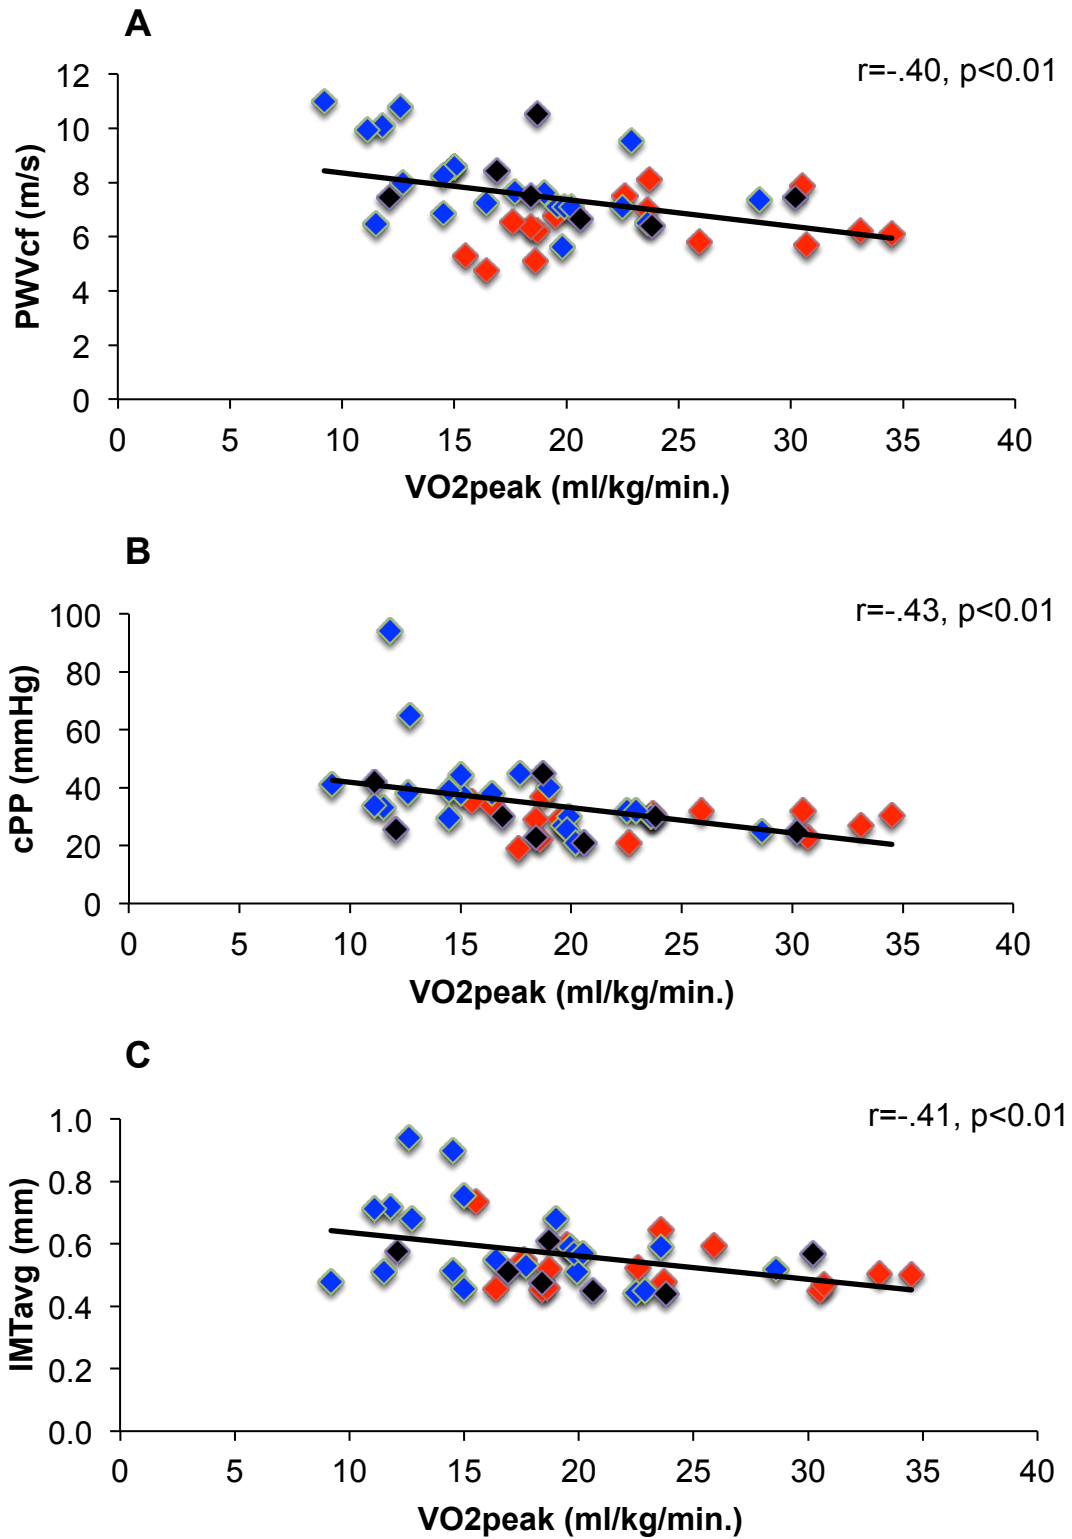 A
r=-.40, p<0.01
12
10
8
6
4
2
0
PWVcf (m/s)
0 5 10 15 20 25 30 35 40
VO2peak (ml/kg/min.)
B
r=-.43, p<0.01
100
80
60
40
20
0
cPP (mmHg)
0 5 10 15 20 25 30 35 40
VO2peak (ml/kg/min.)
C
r=-.41, p<0.01
1.0
0.8
0.6
0.4
0.2
0.0
IMTavg (mm)
0 5 10 15 20 25 30 35 40
VO2peak (ml/kg/min.)